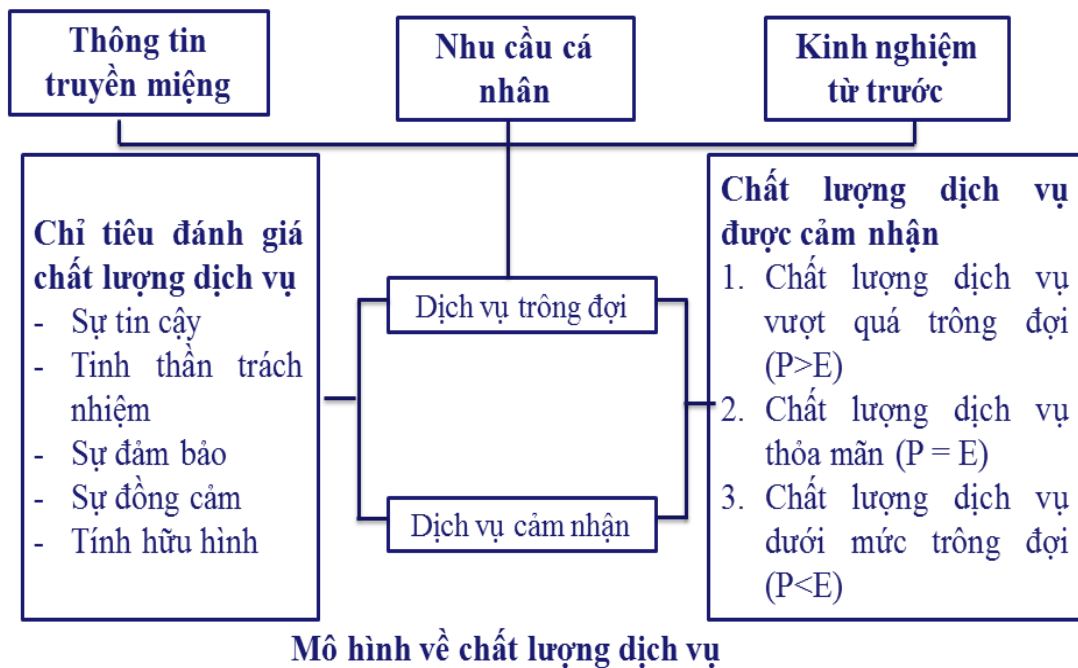 Thông tin
truyền miệng
Nhu cầu cá
nhân
Kinh nghiệm
từ trước
Chỉ tiêu đánh giá
chất lượng dịch vụ
- Sự tin cậy
- Tinh thần trách
nhiệm
- Sự đảm bảo
- Sự đồng cảm
- Tính hữu hình
Dịch vụ trông đợi
Dịch vụ cảm nhận
Chất lượng dịch vụ
được cảm nhận
1. Chất lượng dịch vụ
vượt quá trông đợi
(P>E)
2. Chất lượng dịch vụ
thỏa mãn (P = E)
3. Chất lượng dịch vụ
dưới mức trông đợi
(P<E)
Mô hình về chất lượng dịch vụ